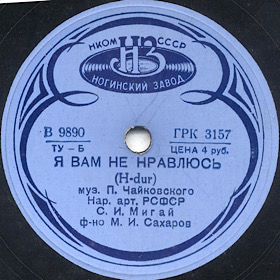 НКОМ СССР
НЗ
НОГИНСКИЙ ЗАВОД
В 9890 ГРК 3157
ТУ—Б ЦЕНА 4 руб.
Я ВАМ НЕ НРАВЛЮСЬ
(H-dur)
муз. П. Чайковского
Нар. арт. РСФСР
С. И. Мигай
ф-но М. И. Сахаров